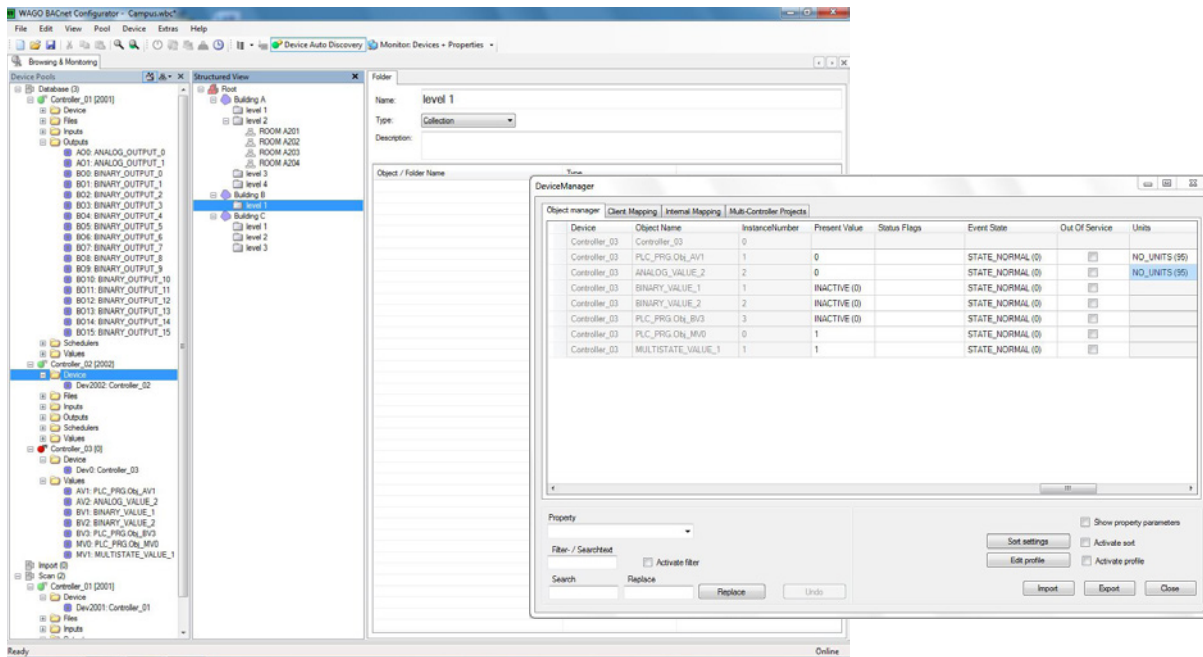 WAGO BACnet Configurator - Campus.wbc*
File Edit View Pool Device Extras Help
Device Auto Discovery Monitor: Devices + Properties
Browsing & Monitoring
Device Pools
Database (3)
Controller_01 [2001]
Device
Files
Inputs
Outputs
AO0: ANALOG_OUTPUT_0
AO1: ANALOG_OUTPUT_1
BO0: BINARY_OUTPUT_0
BO1: BINARY_OUTPUT_1
BO2: BINARY_OUTPUT_2
BO3: BINARY_OUTPUT_3
BO4: BINARY_OUTPUT_4
BO5: BINARY_OUTPUT_5
BO6: BINARY_OUTPUT_6
BO7: BINARY_OUTPUT_7
BO8: BINARY_OUTPUT_8
BO9: BINARY_OUTPUT_9
BO10: BINARY_OUTPUT_10
BO11: BINARY_OUTPUT_11
BO12: BINARY_OUTPUT_12
BO13: BINARY_OUTPUT_13
BO14: BINARY_OUTPUT_14
BO15: BINARY_OUTPUT_15
Schedulers
Values
Controller_02 [2002]
Device
Dev2002: Controller_02
Files
Inputs
Outputs
Schedulers
Values
Controller_03 [0]
Device
Dev0: Controller_03
Values
AV1: PLC_PRG.Obj_AV1
AV2: ANALOG_VALUE_2
BV1: BINARY_VALUE_1
BV2: BINARY_VALUE_2
BV3: PLC_PRG.Obj_BV3
MV0: PLC_PRG.Obj_MV0
MV1: MULTISTATE_VALUE_1
Import (0)
Scan (2)
Controller_01 [2001]
Device
Dev2001: Controller_01
Files
Inputs
Structured View
Root
Building A
level 1
level 2
ROOM A201
ROOM A202
ROOM A203
ROOM A204
level 3
level 4
Building B
level 1
Building C
level 1
level 2
level 3
Folder
Name: level 1
Type: Collection
Description:
Object / Folder Name Type
DeviceManager
Object manager Client Mapping Internal Mapping Multi-Controller Projects
Device Object Name InstanceNumber Present Value Status Flags Event State Out Of Service Units
Controller_03 Controller_03 0
Controller_03 PLC_PRG.Obj_AV1 1 0 STATE_NORMAL (0) NO_UNITS (95)
Controller_03 ANALOG_VALUE_2 2 0 STATE_NORMAL (0) NO_UNITS (95)
Controller_03 BINARY_VALUE_1 1 INACTIVE (0) STATE_NORMAL (0)
Controller_03 BINARY_VALUE_2 2 INACTIVE (0) STATE_NORMAL (0)
Controller_03 PLC_PRG.Obj_BV3 3 INACTIVE (0) STATE_NORMAL (0)
Controller_03 PLC_PRG.Obj_MV0 0 1 STATE_NORMAL (0)
Controller_03 MULTISTATE_VALUE_1 1 1 STATE_NORMAL (0)
Property
Show property parameters
Filter- / Searchtext
Sort settings Activate sort
Activate filter
Edit profile Activate profile
Search Replace
Replace Undo
Import Export Close
Ready
Online